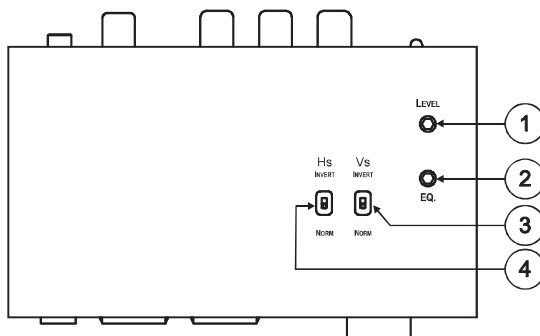 LEVEL
1
Hs Vs
INVERT INVERT
2
EQ.
3
NORM NORM
4